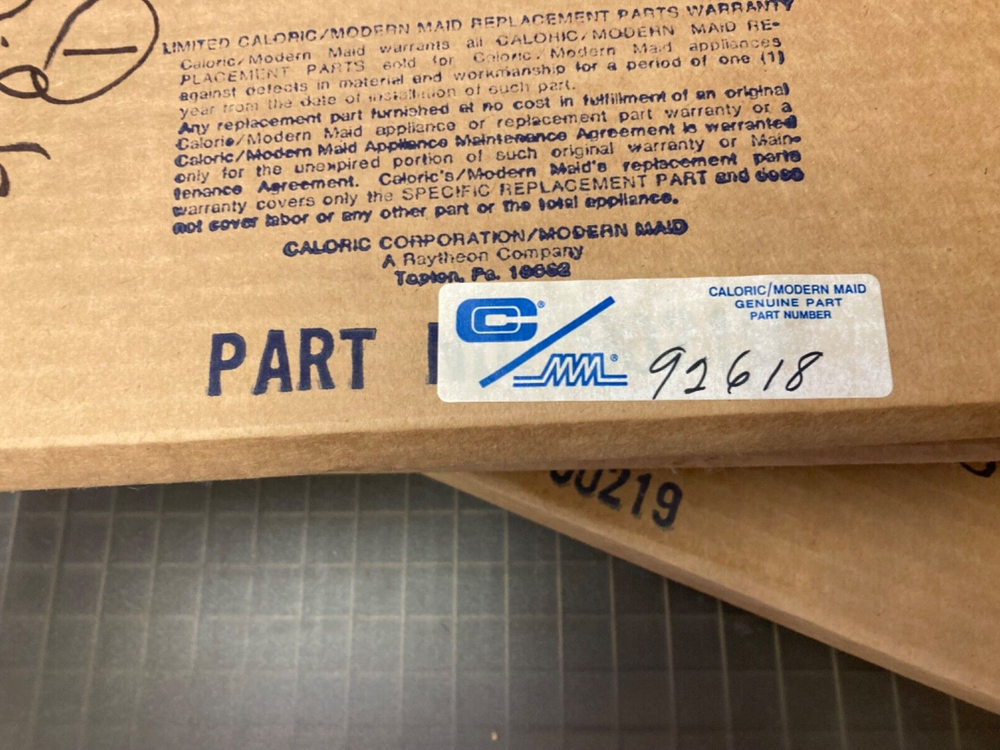 LIMITED CALORIC/MODERN MAID REPLACEMENT PARTS WARRANTY
Caloric/Modern Maid warrants all CALORIC/MODERN MAID RE-
PLACEMENT PARTS sold for Caloric/Modern Maid appliances
against defects in material and workmanship for a period of one (1)
year from the date of installation of such part.
Any replacement part furnished at no cost in fulfillment of an original
Caloric/Modern Maid appliance or replacement part warranty or a
Caloric/Modern Maid Appliance Maintenance Agreement is warranted
only for the unexpired portion of such original warranty or Main-
tenance Agreement. Caloric's/Modern Maid's replacement parts
warranty covers only the SPECIFIC REPLACEMENT PART and does
not cover labor or any other part or the total appliance.
CALORIC CORPORATION/MODERN MAID
A Raytheon Company
Topton, Pa. 19562
PART
C®
MM®
CALORIC/MODERN MAID
GENUINE PART
PART NUMBER
92618
00219